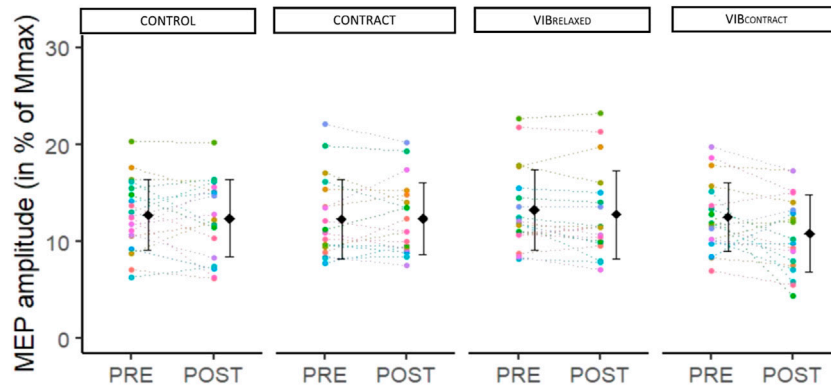 CONTROL CONTRACT VIBRELAXED VIBCONTRACT
MEP amplitude (in % of Mmax)
30
20
10
0
PRE POST PRE POST PRE POST PRE POST